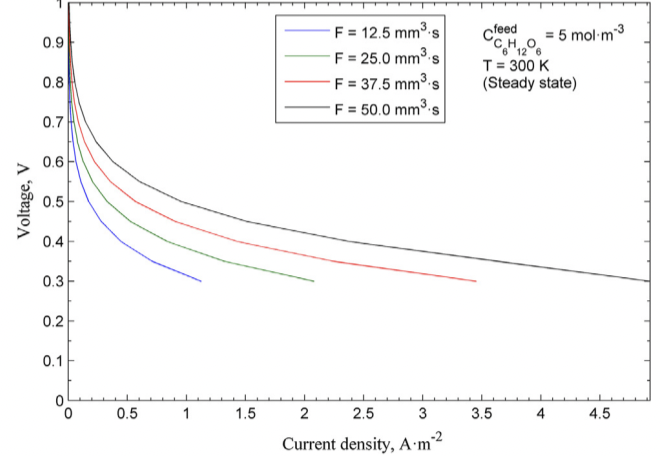 1
0.9
0.8
0.7
0.6
0.5
0.4
0.3
0.2
0.1
0
Voltage, V
F = 12.5 mm³·s
F = 25.0 mm³·s
F = 37.5 mm³·s
F = 50.0 mm³·s
C^feed_C₆H₁₂O₆ = 5 mol·m⁻³
T = 300 K
(Steady state)
0 0.5 1 1.5 2 2.5 3 3.5 4 4.5
Current density, A·m⁻²